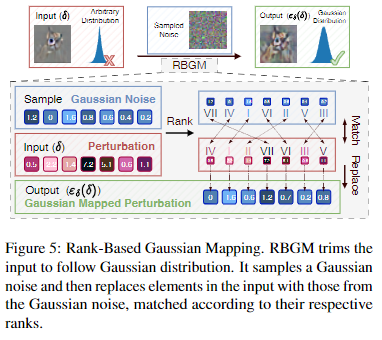 Input (δ)
Arbitrary Distribution
Sampled Noise
Output (εδ(δ))
Gaussian Distribution
RBGM
Sample Gaussian Noise
1.2 0 1.6 0.8 0.6 0.4 0.2
Rank
VII IV I VI II V III
Input (δ) Perturbation
0.5 2.2 1.4 7.2 5.1 0.6 1.1
IV II VII VI III V
Match
Replace
Output (εδ(δ))
Gaussian Mapped Perturbation
0 1.6 0.6 1.2 0.7 0.2 0.8
Figure 5: Rank-Based Gaussian Mapping. RBGM trims the
input to follow Gaussian distribution. It samples a Gaussian
noise and then replaces elements in the input with those from
the Gaussian noise, matched according to their respective
ranks.